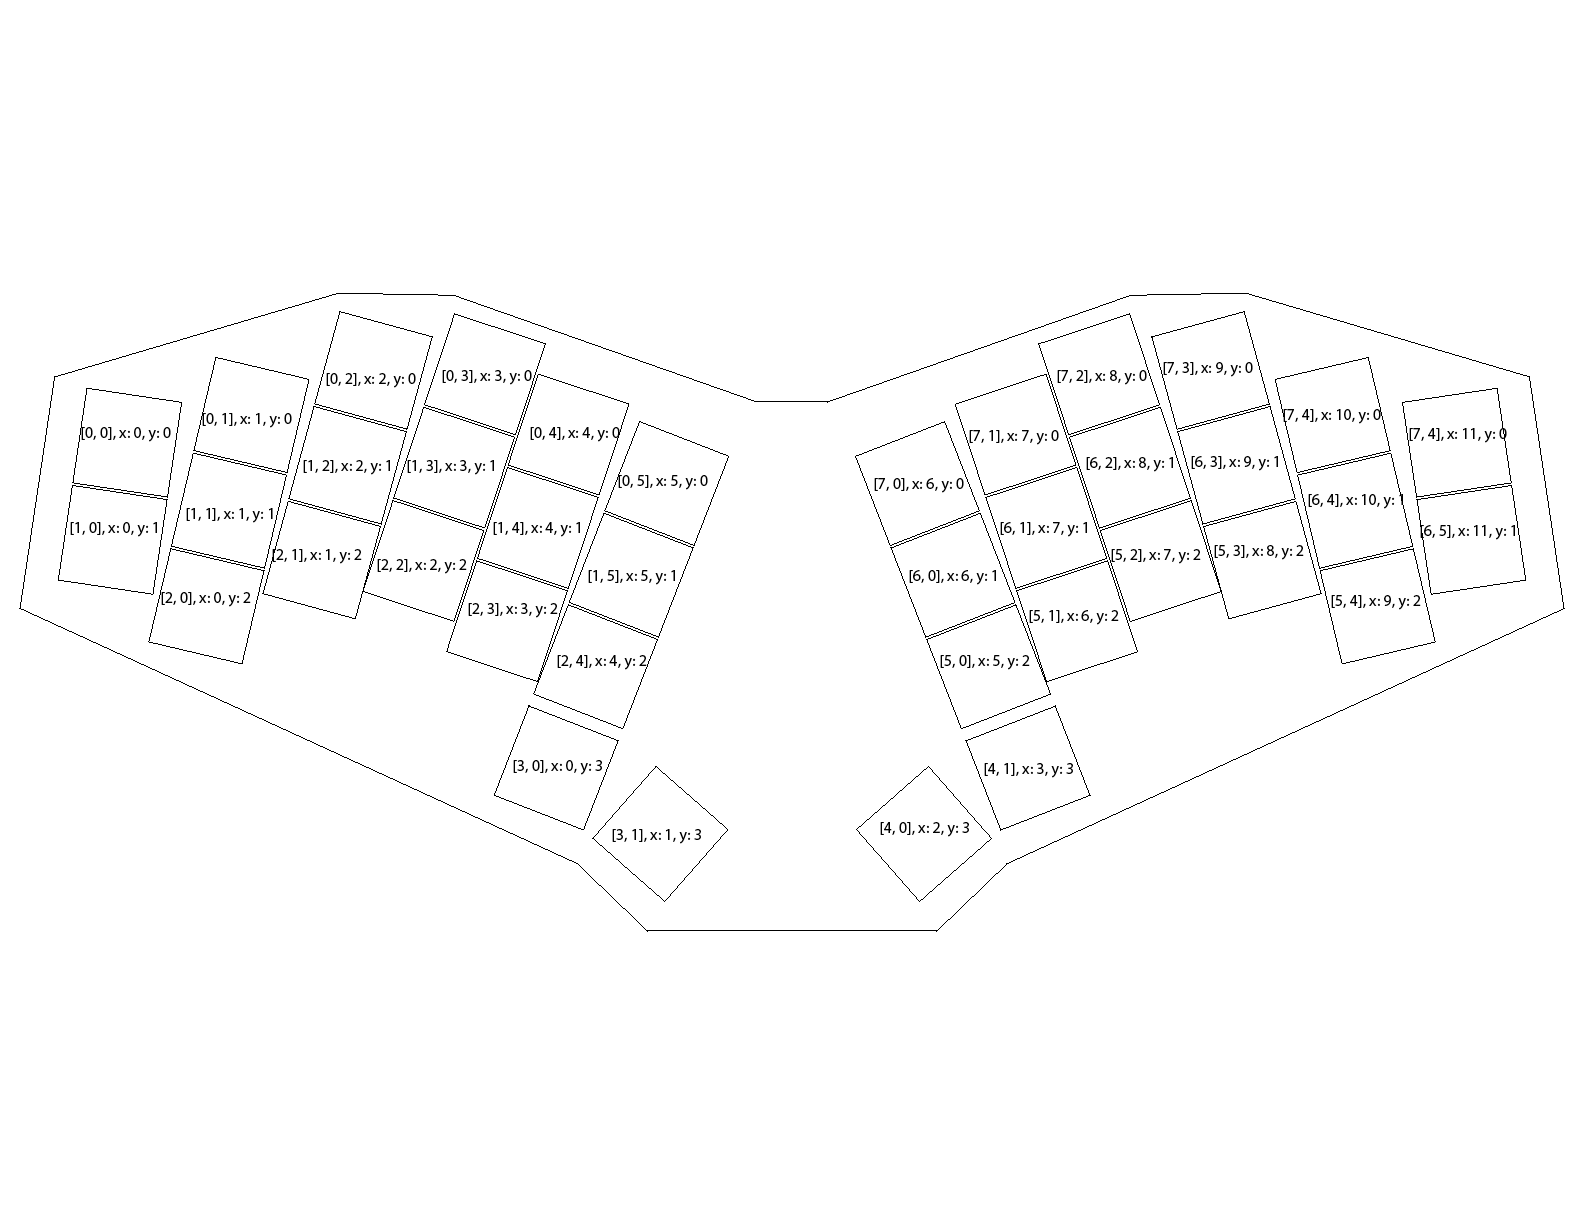 [0, 0], x: 0, y: 0
[0, 1], x: 1, y: 0
[0, 2], x: 2, y: 0
[0, 3], x: 3, y: 0
[0, 4], x: 4, y: 0
[0, 5], x: 5, y: 0
[7, 0], x: 6, y: 0
[7, 1], x: 7, y: 0
[7, 2], x: 8, y: 0
[7, 3], x: 9, y: 0
[7, 4], x: 10, y: 0
[7, 4], x: 11, y: 0
[1, 0], x: 0, y: 1
[1, 1], x: 1, y: 1
[1, 2], x: 2, y: 1
[1, 3], x: 3, y: 1
[1, 4], x: 4, y: 1
[1, 5], x: 5, y: 1
[6, 0], x: 6, y: 1
[6, 1], x: 7, y: 1
[6, 2], x: 8, y: 1
[6, 3], x: 9, y: 1
[6, 4], x: 10, y: 1
[6, 5], x: 11, y: 1
[2, 0], x: 0, y: 2
[2, 1], x: 1, y: 2
[2, 2], x: 2, y: 2
[2, 3], x: 3, y: 2
[2, 4], x: 4, y: 2
[5, 0], x: 5, y: 2
[5, 1], x: 6, y: 2
[5, 2], x: 7, y: 2
[5, 3], x: 8, y: 2
[5, 4], x: 9, y: 2
[3, 0], x: 0, y: 3
[3, 1], x: 1, y: 3
[4, 0], x: 2, y: 3
[4, 1], x: 3, y: 3